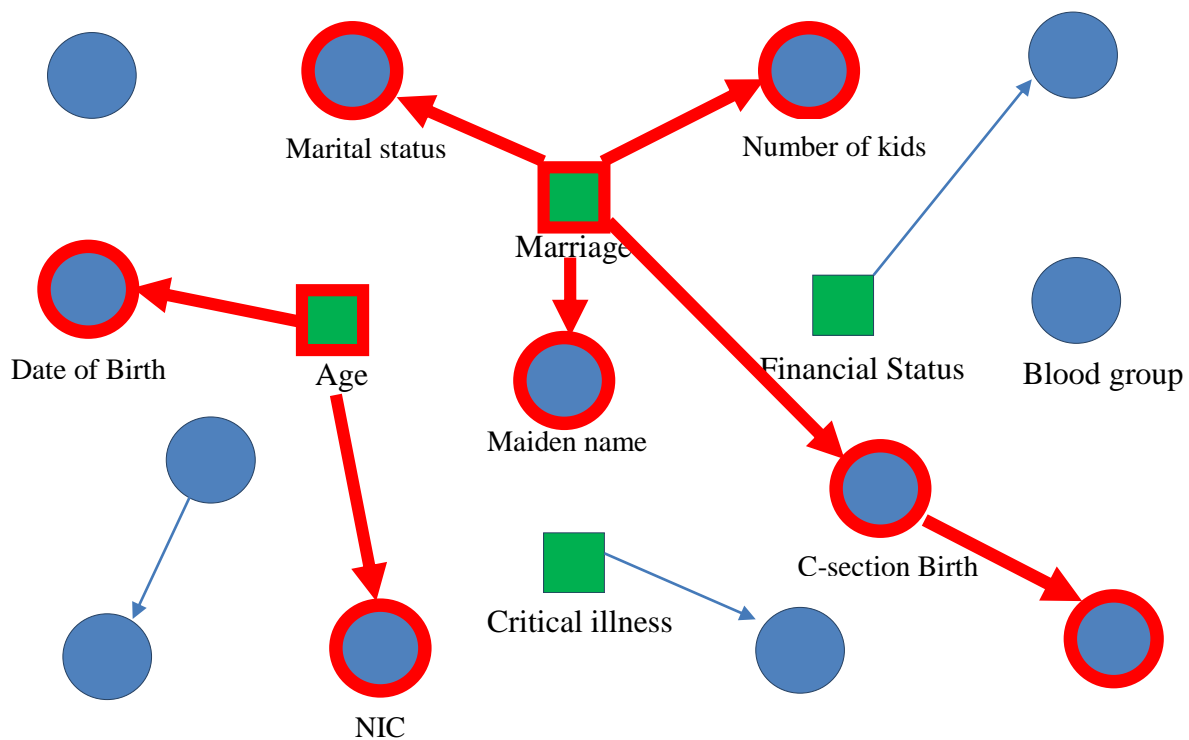 Marital status
Number of kids
Marriage
Date of Birth
Age
Financial Status
Blood group
Maiden name
C-section Birth
Critical illness
NIC